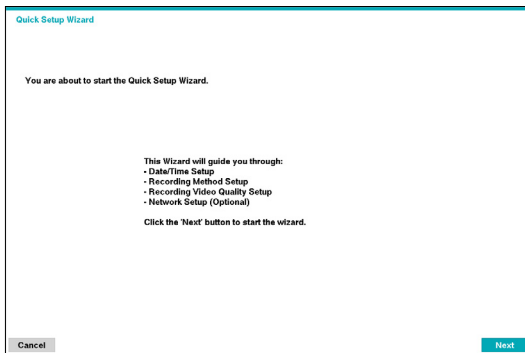 Quick Setup Wizard
You are about to start the Quick Setup Wizard.
This Wizard will guide you through:
- Date/Time Setup
- Recording Method Setup
- Recording Video Quality Setup
- Network Setup (Optional)
Click the 'Next' button to start the wizard.
Cancel
Next